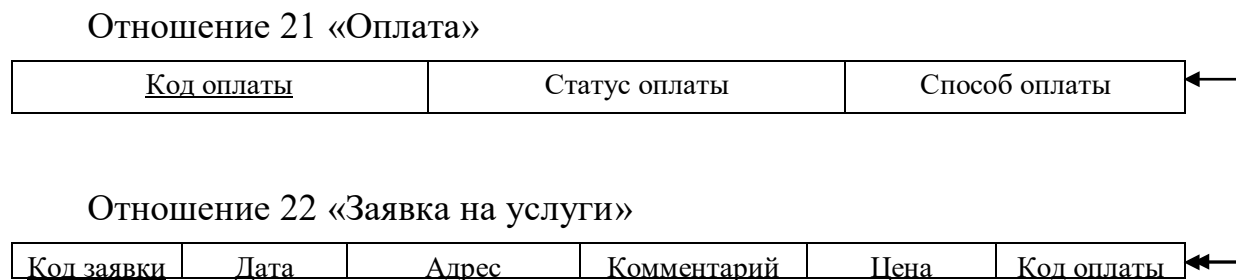 Отношение 21 «Оплата»
Код оплаты Статус оплаты Способ оплаты
Отношение 22 «Заявка на услуги»
Код заявки Дата Адрес Комментарий Цена Код оплаты